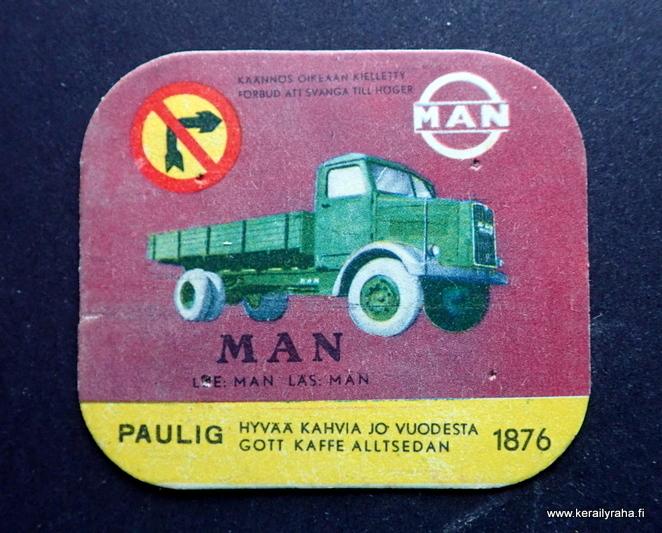 KÄÄNNÖS OIKEAAN KIELLETTY
FÖRBUD ATT SVÄNGA TILL HÖGER
MAN
MAN
LUE: MAN LÄS: MAN
PAULIG
HYVÄÄ KAHVIA JO VUODESTA
GOTT KAFFE ALLTSEDAN
1876
www.kerailyraha.fi